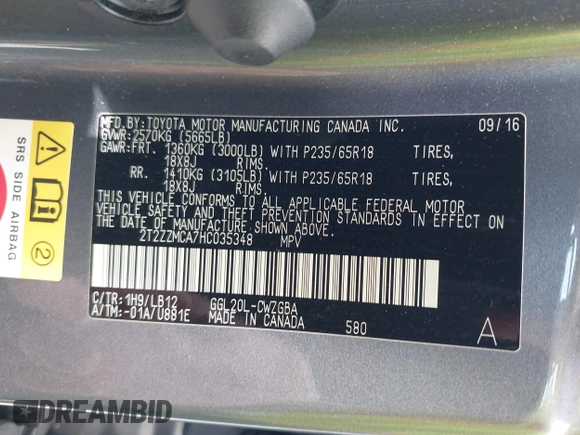 MFD.BY:TOYOTA MOTOR MANUFACTURING CANADA INC. 09/16
GVWR:2570KG (5665LB)
GAWR:FRT. 1360KG (3000LB) WITH P235/65R18 TIRES,
18X8J RIMS.
RR. 1410KG (3105LB) WITH P235/65R18 TIRES,
18X8J RIMS.
THIS VEHICLE CONFORMS TO ALL APPLICABLE FEDERAL MOTOR
VEHICLE SAFETY AND THEFT PREVENTION STANDARDS IN EFFECT ON
THE DATE OF MANUFACTURE SHOWN ABOVE.
2T2ZZMCA7HC035348 MPV
C/TR:1H9/LB12 GGL20L-CWZGBA
A/TM:-01A/U881E MADE IN CANADA 580 A
SRS SIDE AIRBAG
2
DREAMBID